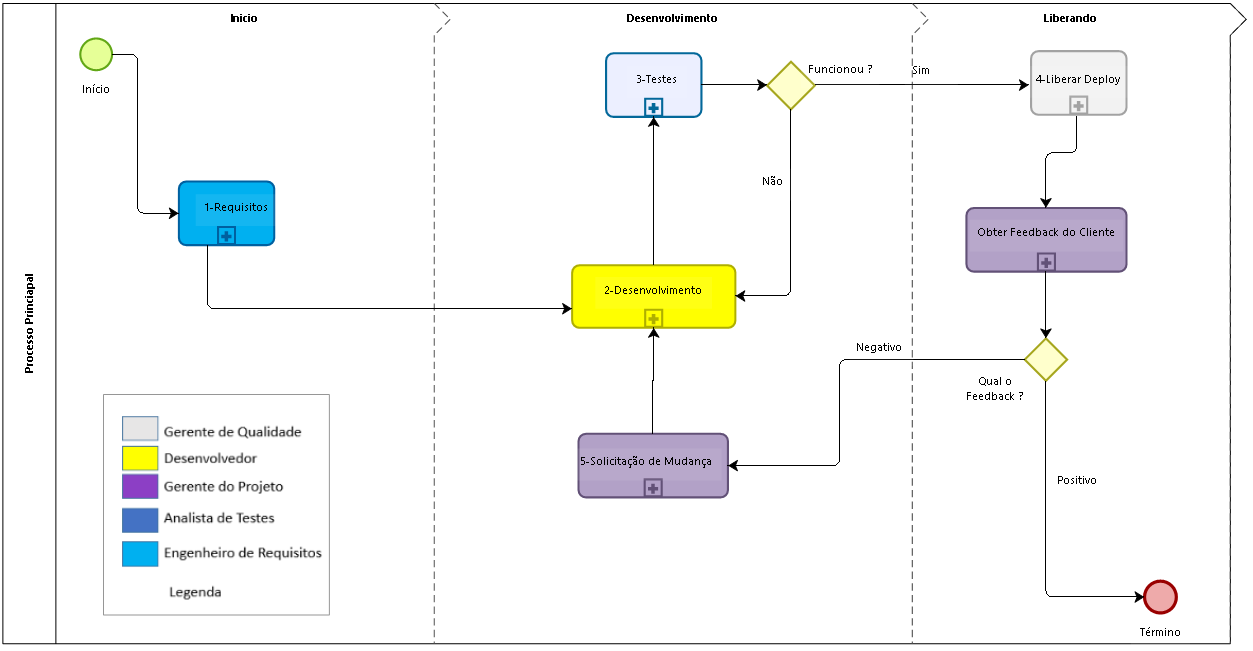 Inicio
Desenvolvimento
Liberando
Processo Princiapal
Início
3-Testes
Funcionou ?
Sim
4-Liberar Deploy
Não
1-Requisitos
Obter Feedback do Cliente
2-Desenvolvimento
Negativo
Qual o
Feedback ?
5-Solicitação de Mudança
Positivo
Gerente de Qualidade
Desenvolvedor
Gerente do Projeto
Analista de Testes
Engenheiro de Requisitos
Legenda
Término